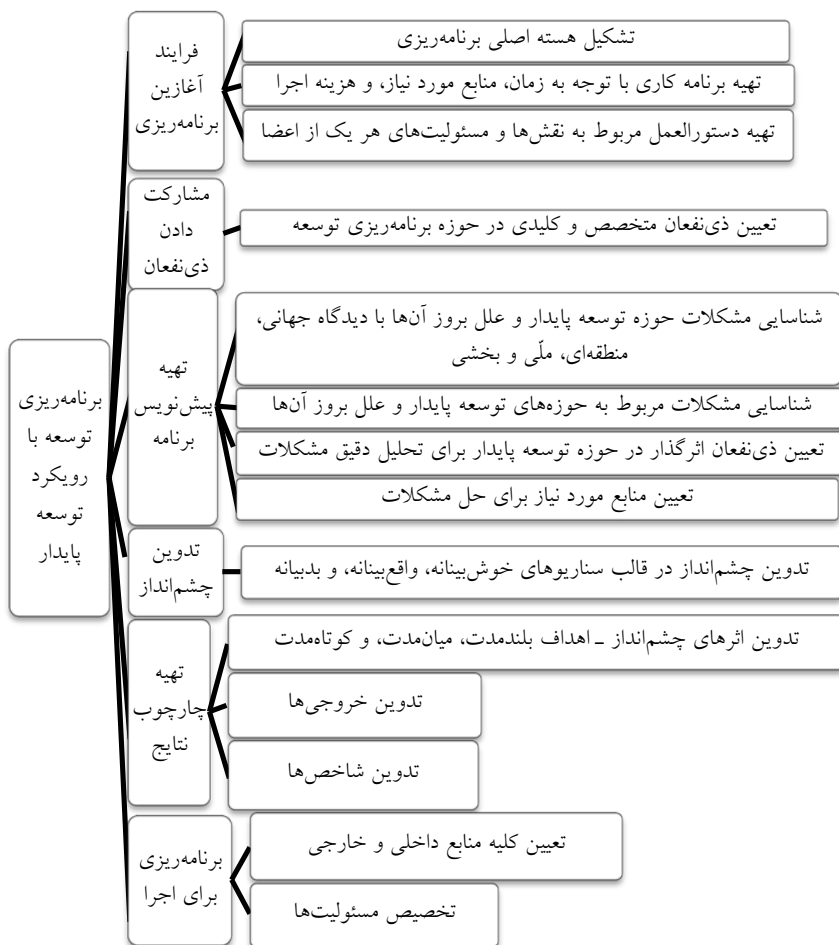 برنامه‌ریزی
توسعه با
رویکرد
توسعه
پایدار
فرایند
آغازین
برنامه‌ریزی
تشکیل هسته اصلی برنامه‌ریزی
تهیه برنامه کاری با توجه به زمان، منابع مورد نیاز، و هزینه اجرا
تهیه دستورالعمل مربوط به نقش‌ها و مسئولیت‌های هر یک از اعضا
مشارکت
دادن
ذی‌نفعان
تعیین ذی‌نفعان متخصص و کلیدی در حوزه برنامه‌ریزی توسعه
تهیه
پیش‌نویس
برنامه
شناسایی مشکلات حوزه توسعه پایدار و علل بروز آن‌ها با دیدگاه جهانی،
منطقه‌ای، ملّی و بخشی
شناسایی مشکلات مربوط به حوزه‌های توسعه پایدار و علل بروز آن‌ها
تعیین ذی‌نفعان اثرگذار در حوزه توسعه پایدار برای تحلیل دقیق مشکلات
تعیین منابع مورد نیاز برای حل مشکلات
تدوین
چشم‌انداز
تدوین چشم‌انداز در قالب سناریوهای خوش‌بینانه، واقع‌بینانه، و بدبیانه
تهیه
چارچوب
نتایج
تدوین اثرهای چشم‌انداز ـ اهداف بلندمدت، میان‌مدت، و کوتاه‌مدت
تدوین خروجی‌ها
تدوین شاخص‌ها
برنامه‌ریزی
برای اجرا
تعیین کلیه منابع داخلی و خارجی
تخصیص مسئولیت‌ها